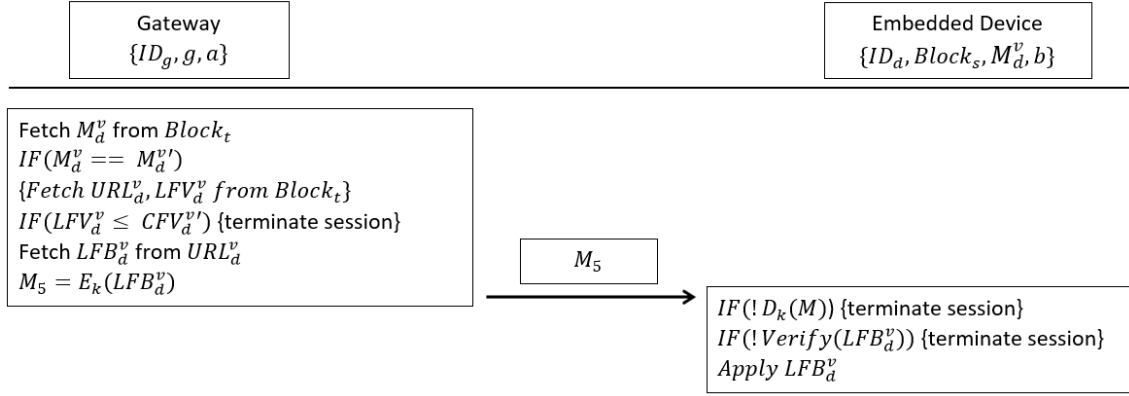 Gateway
{ID_g, g, a}
Embedded Device
{ID_d, Block_s, M_d^v, b}
Fetch M_d^v from Block_t
IF(M_d^v == M_d^v′)
{Fetch URL_d^v, LFV_d^v from Block_t}
IF(LFV_d^v ≤ CFV_d^v′) {terminate session}
Fetch LFB_d^v from URL_d^v
M_5 = E_k(LFB_d^v)
M_5
IF(! D_k(M)) {terminate session}
IF(! Verify(LFB_d^v)) {terminate session}
Apply LFB_d^v